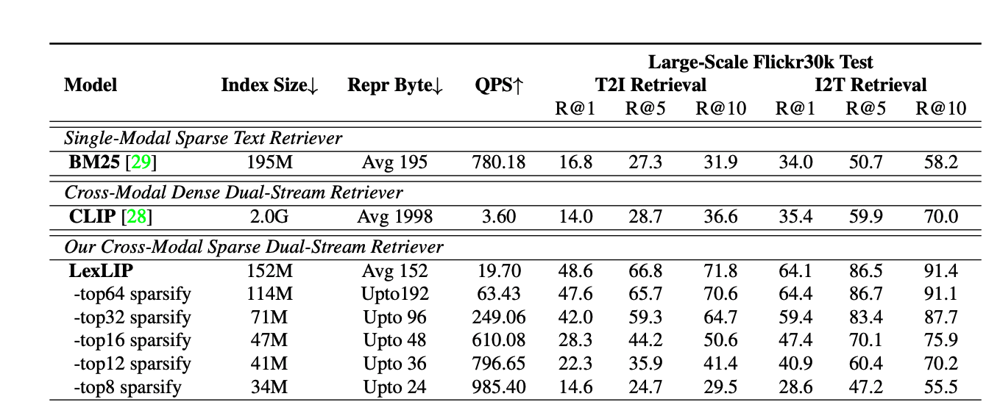 Large-Scale Flickr30k Test
Model Index Size↓ Repr Byte↓ QPS↑ T2I Retrieval I2T Retrieval
R@1 R@5 R@10 R@1 R@5 R@10
Single-Modal Sparse Text Retriever
BM25 [29] 195M Avg 195 780.18 16.8 27.3 31.9 34.0 50.7 58.2
Cross-Modal Dense Dual-Stream Retriever
CLIP [28] 2.0G Avg 1998 3.60 14.0 28.7 36.6 35.4 59.9 70.0
Our Cross-Modal Sparse Dual-Stream Retriever
LexLIP 152M Avg 152 19.70 48.6 66.8 71.8 64.1 86.5 91.4
-top64 sparsify 114M Upto192 63.43 47.6 65.7 70.6 64.4 86.7 91.1
-top32 sparsify 71M Upto 96 249.06 42.0 59.3 64.7 59.4 83.4 87.7
-top16 sparsify 47M Upto 48 610.08 28.3 44.2 50.6 47.4 70.1 75.9
-top12 sparsify 41M Upto 36 796.65 22.3 35.9 41.4 40.9 60.4 70.2
-top8 sparsify 34M Upto 24 985.40 14.6 24.7 29.5 28.6 47.2 55.5